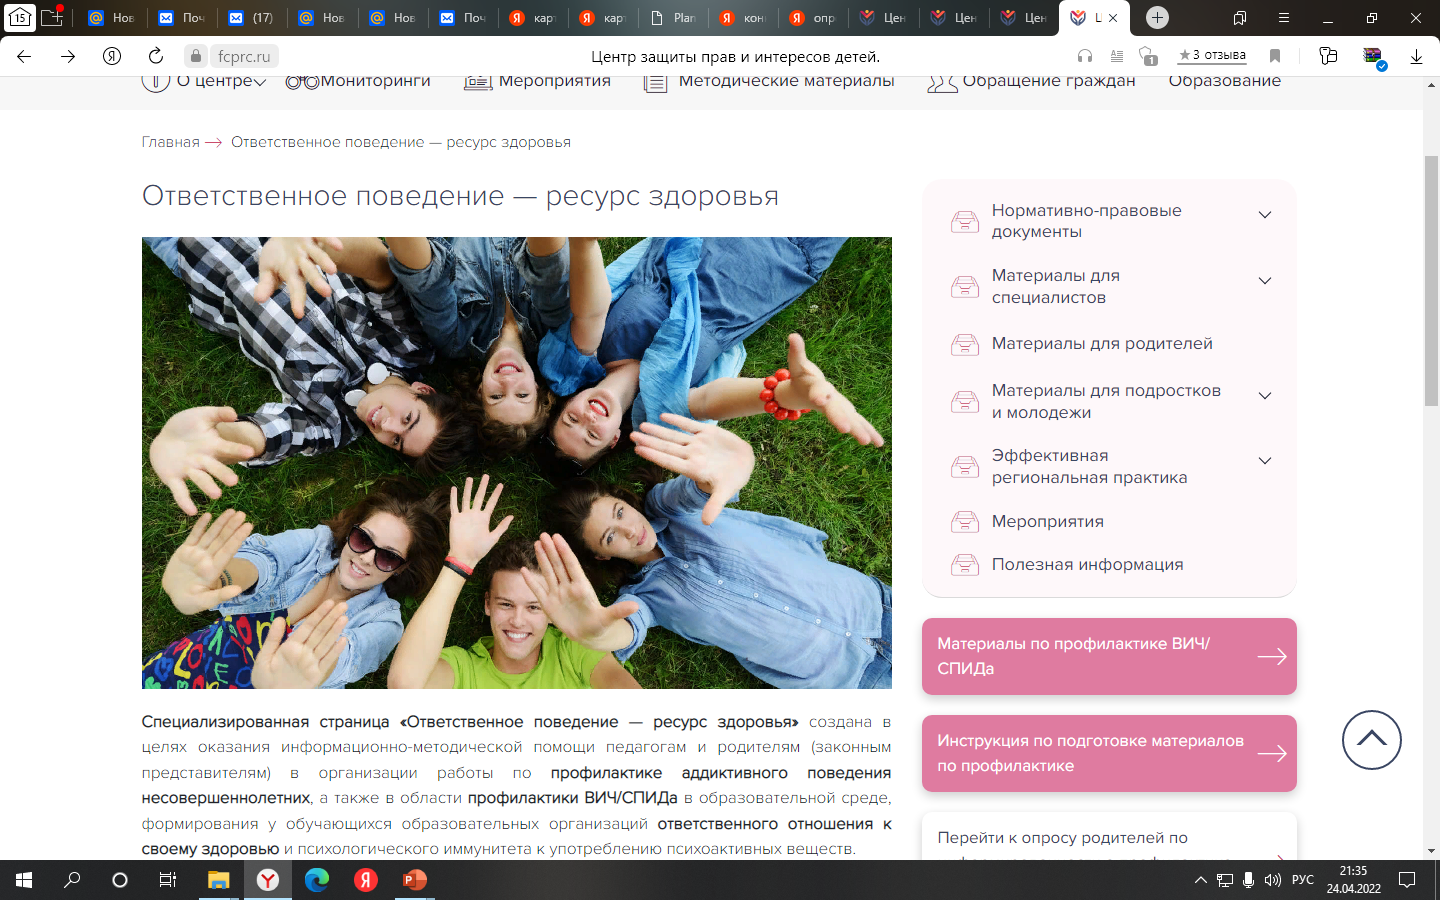 15
Нов
Поч
(17)
Нов
Нов
Поч
карт
карт
Plan
кон
опр
Цен
Цен
Цен
Ц
fcprc.ru
Центр защиты прав и интересов детей.
1
3 отзыва
О центре
Мониторинги
Мероприятия
Методические материалы
Обращение граждан
Образование
Главная
Ответственное поведение — ресурс здоровья
Ответственное поведение — ресурс здоровья
Специализированная страница «Ответственное поведение — ресурс здоровья» создана в
целях оказания информационно-методической помощи педагогам и родителям (законным
представителям) в организации работы по профилактике аддиктивного поведения
несовершеннолетних, а также в области профилактики ВИЧ/СПИДа в образовательной среде,
формирования у обучающихся образовательных организаций ответственного отношения к
своему здоровью и психологического иммунитета к употреблению психоактивных веществ.
Нормативно-правовые
документы
Материалы для
специалистов
Материалы для родителей
Материалы для подростков
и молодежи
Эффективная
региональная практика
Мероприятия
Полезная информация
Материалы по профилактике ВИЧ/
СПИДа
Инструкция по подготовке материалов
по профилактике
Перейти к опросу родителей по
РУС
21:35
24.04.2022